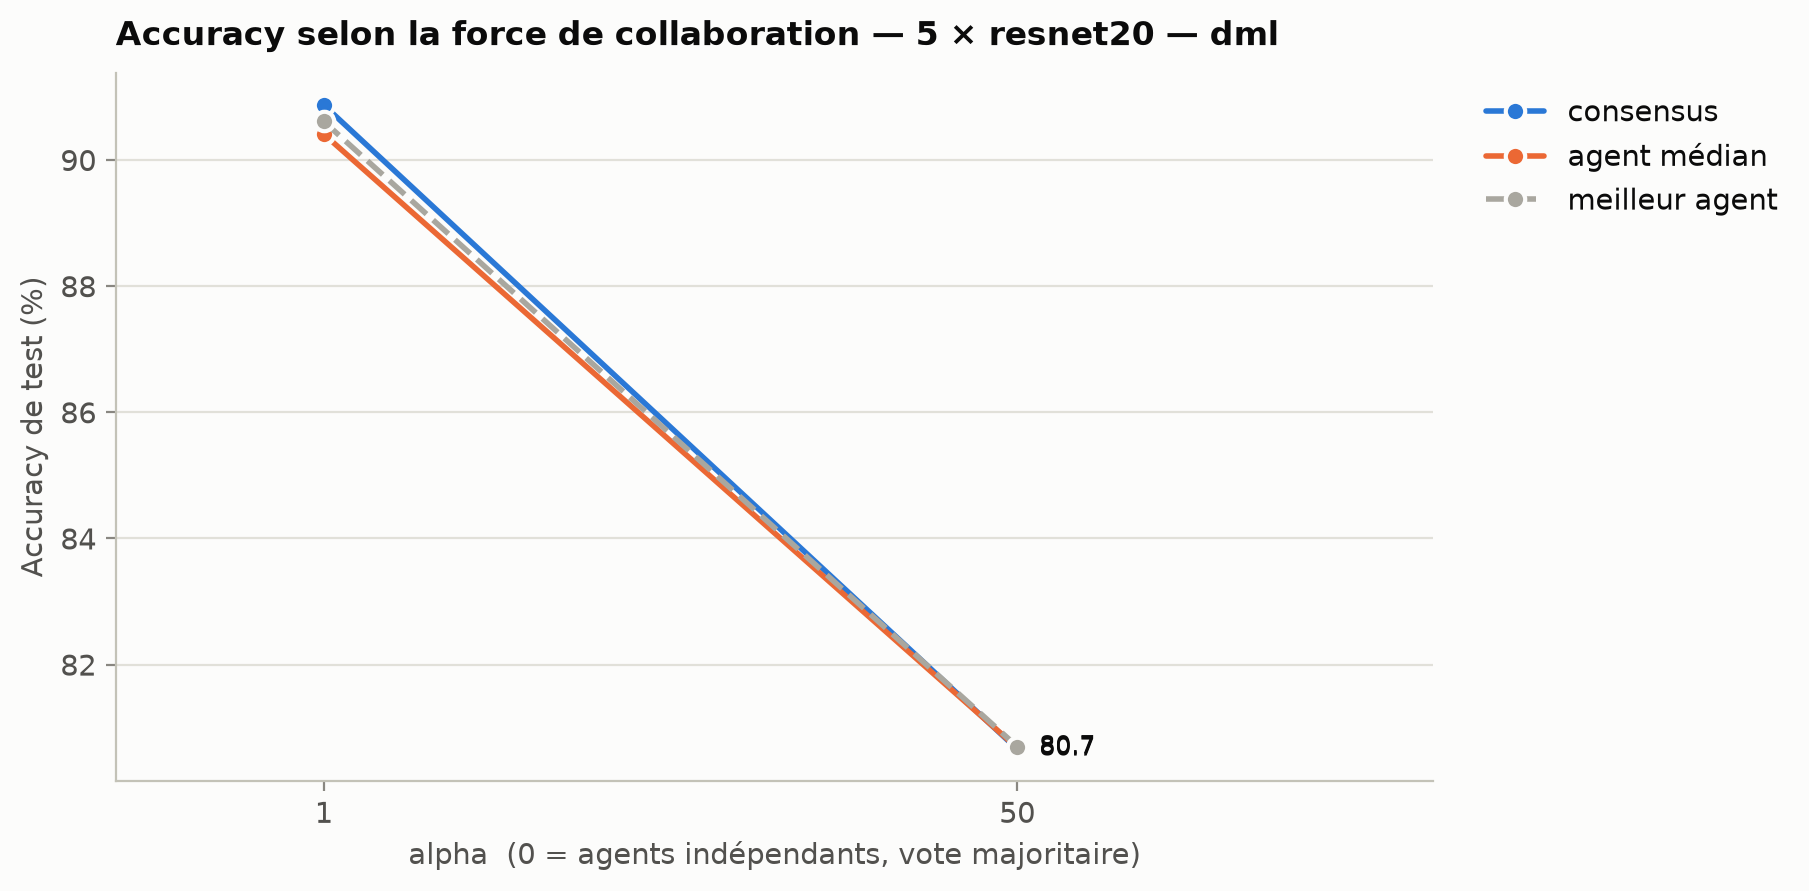 Accuracy selon la force de collaboration — 5 × resnet20 — dml
consensus
agent médian
meilleur agent
Accuracy de test (%)
90
88
86
84
82
80.7
1
50
alpha  (0 = agents indépendants, vote majoritaire)